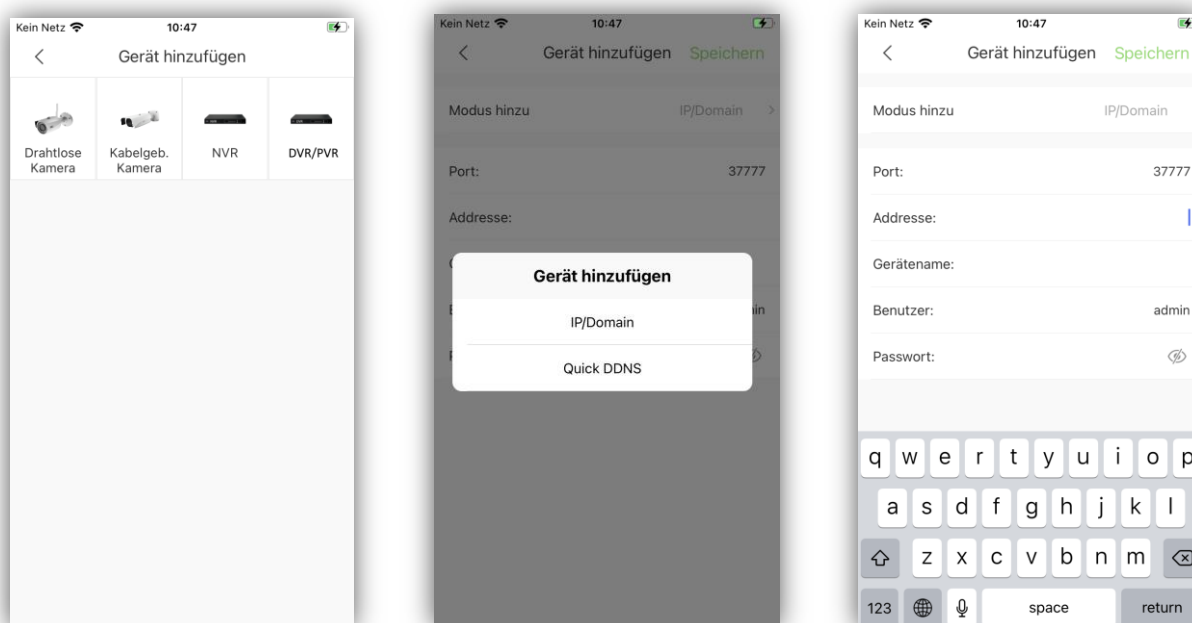 Kein Netz 10:47
Gerät hinzufügen
Drahtlose
Kamera
Kabelgeb.
Kamera
NVR
DVR/PVR
Kein Netz 10:47
Gerät hinzufügen Speichern
Modus hinzu IP/Domain
Port: 37777
Addresse:
Gerät hinzufügen
IP/Domain
Quick DDNS
Kein Netz 10:47
Gerät hinzufügen Speichern
Modus hinzu IP/Domain
Port: 37777
Addresse:
Gerätename:
Benutzer: admin
Passwort:
q w e r t y u i o p
a s d f g h j k l
z x c v b n m
123 space return